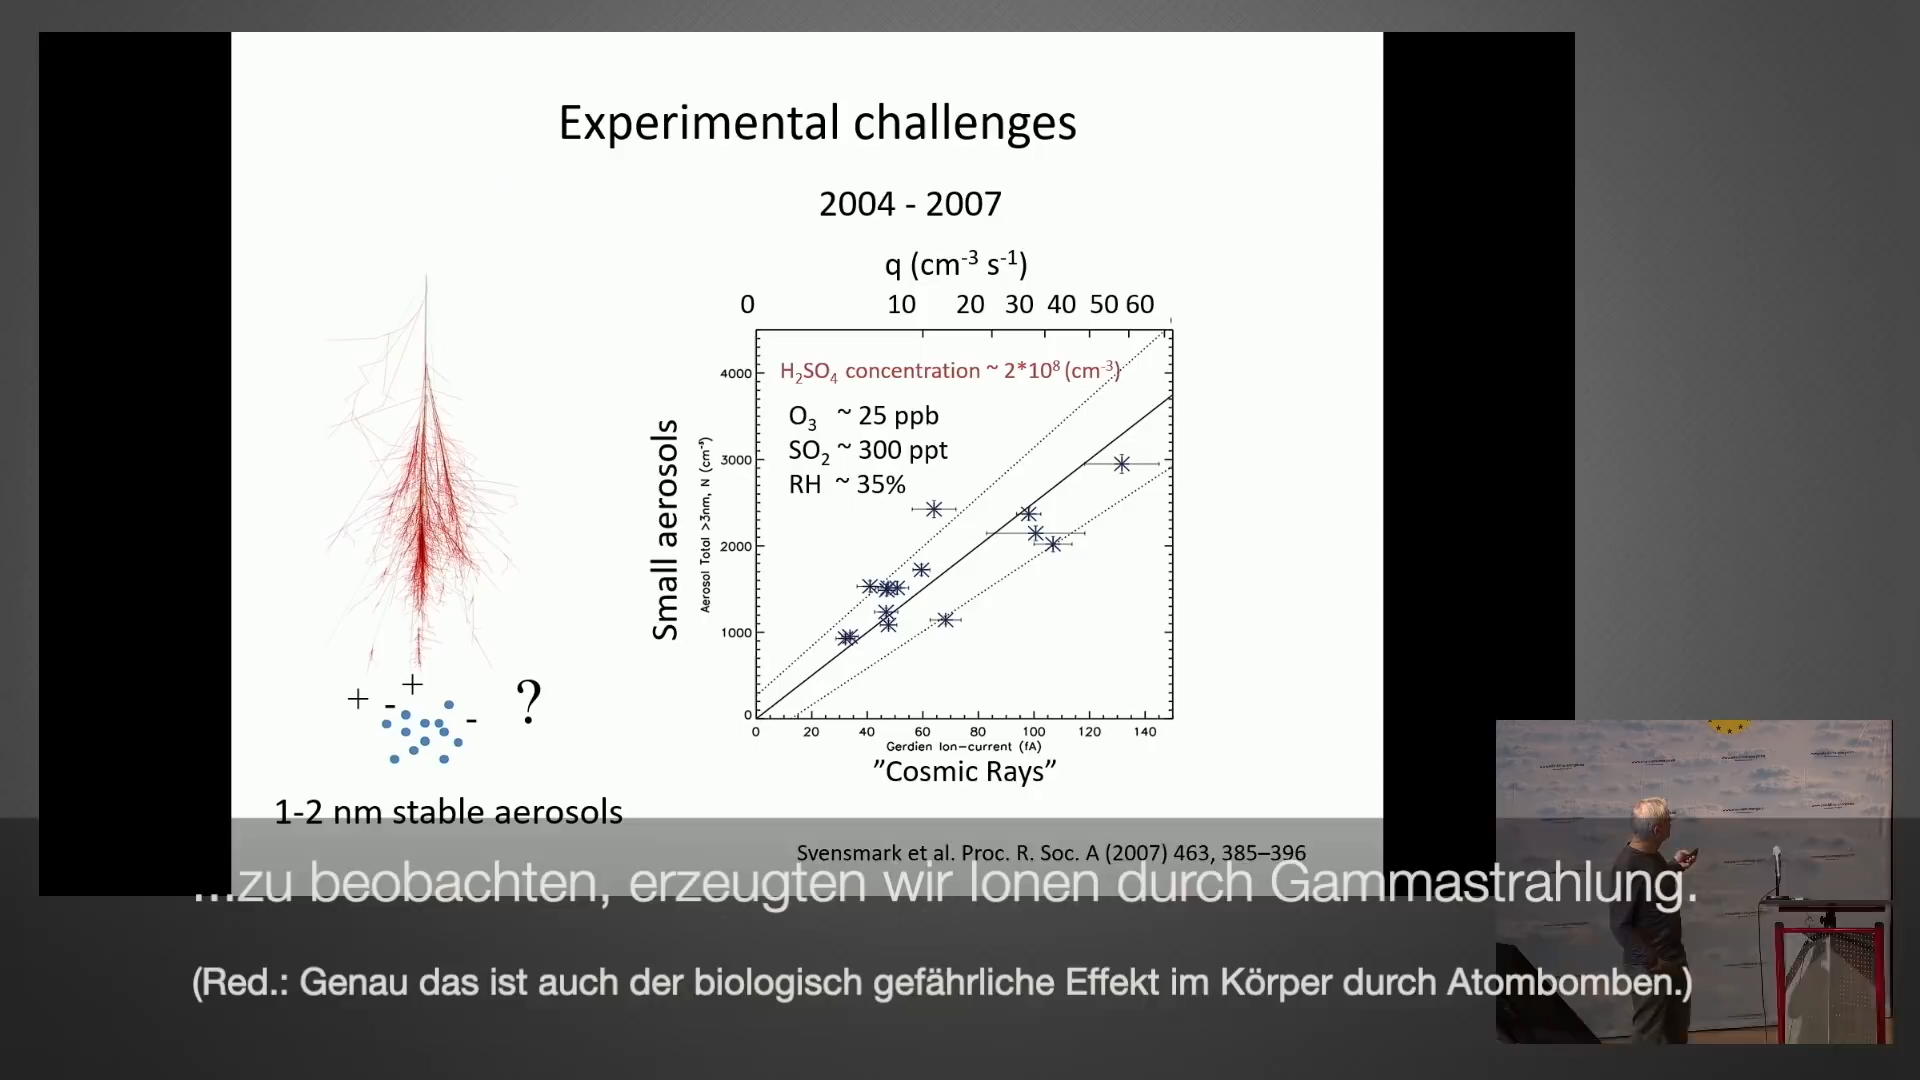 Experimental challenges
2004 - 2007
q (cm-3 s-1)
0 10 20 30 40 50 60
H2SO4 concentration ~ 2*108 (cm-3)
O3 ~ 25 ppb
SO2 ~ 300 ppt
RH ~ 35%
4000
3000
2000
1000
0
Small aerosols
Aerosol Total >3nm, N (cm-3)
0 20 40 60 80 100 120 140
Gerdien Ion-current (fA)
”Cosmic Rays”
+ + - - ?
1-2 nm stable aerosols
Svensmark et al. Proc. R. Soc. A (2007) 463, 385–396
...zu beobachten, erzeugten wir Ionen durch Gammastrahlung.
(Red.: Genau das ist auch der biologisch gefährliche Effekt im Körper durch Atombomben.)